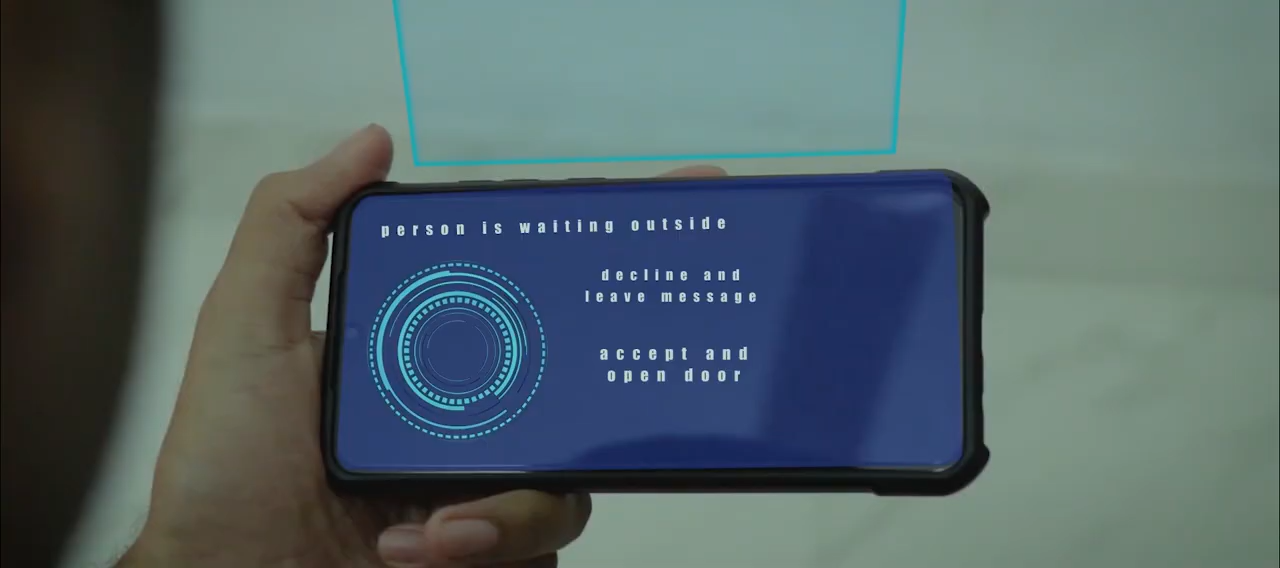 person is waiting outside
decline and
leave message
accept and
open door